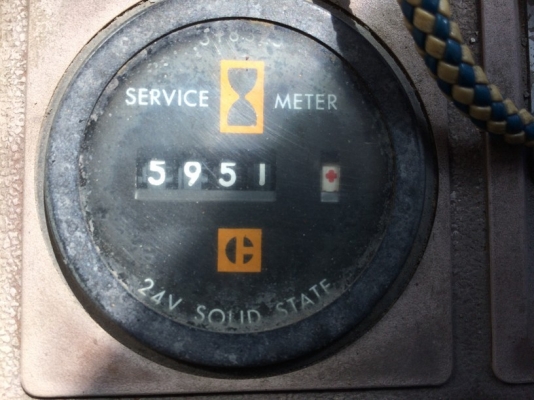 SERVICE METER
5951
24V SOLID STATE